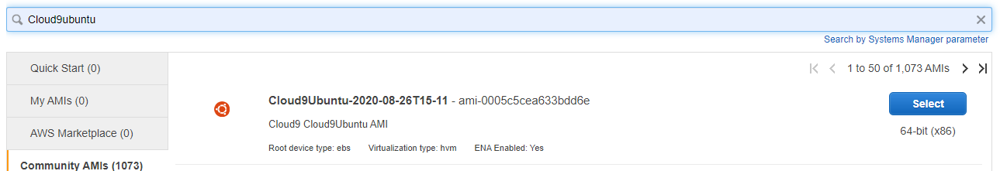 Cloud9ubuntu
Search by Systems Manager parameter
Quick Start (0)
1 to 50 of 1,073 AMIs
My AMIs (0)
Cloud9Ubuntu-2020-08-26T15-11 - ami-0005c5cea633bdd6e
Select
Cloud9 Cloud9Ubuntu AMI
64-bit (x86)
AWS Marketplace (0)
Root device type: ebs Virtualization type: hvm ENA Enabled: Yes
Community AMIs (1073)